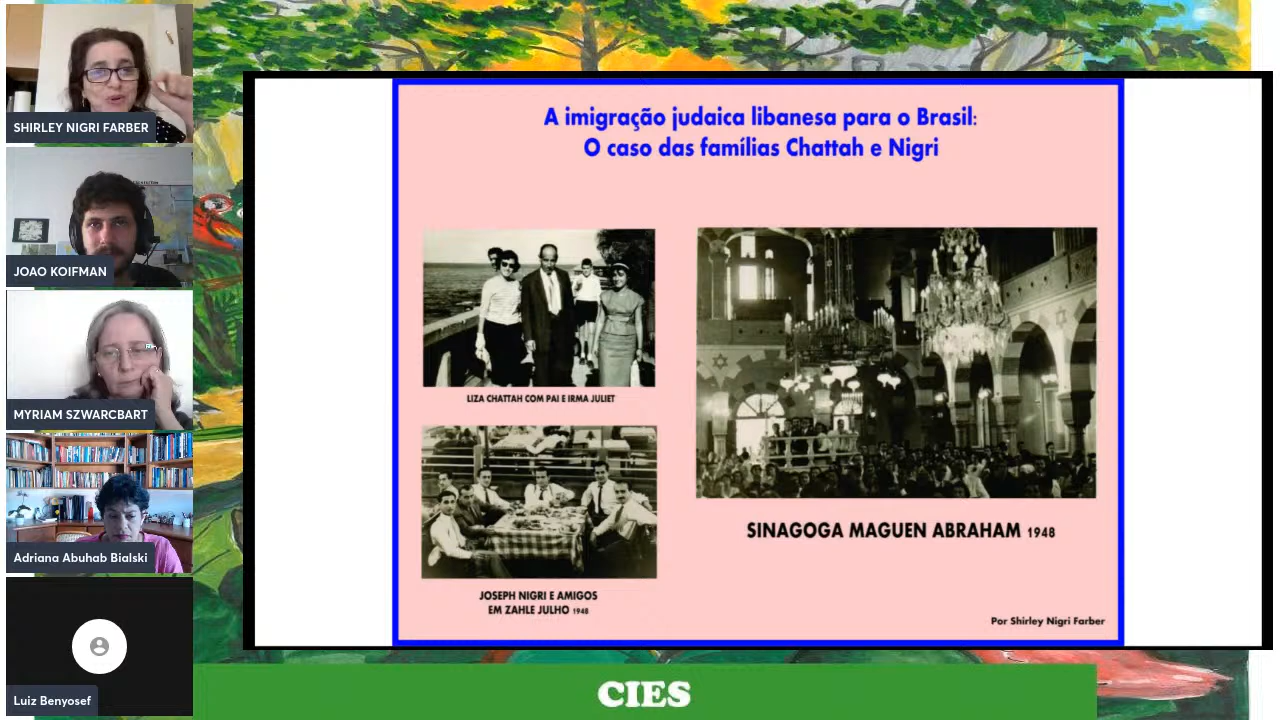 SHIRLEY NIGRI FARBER
JOAO KOIFMAN
MYRIAM SZWARCBART
Adriana Abuhab Bialski
Luiz Benyosef
A imigração judaica libanesa para o Brasil:
O caso das famílias Chattah e Nigri
LIZA CHATTAH COM PAI E IRMA JULIET
JOSEPH NIGRI E AMIGOS
EM ZAHLE JULHO 1948
SINAGOGA MAGUEN ABRAHAM 1948
Por Shirley Nigri Farber
CIES